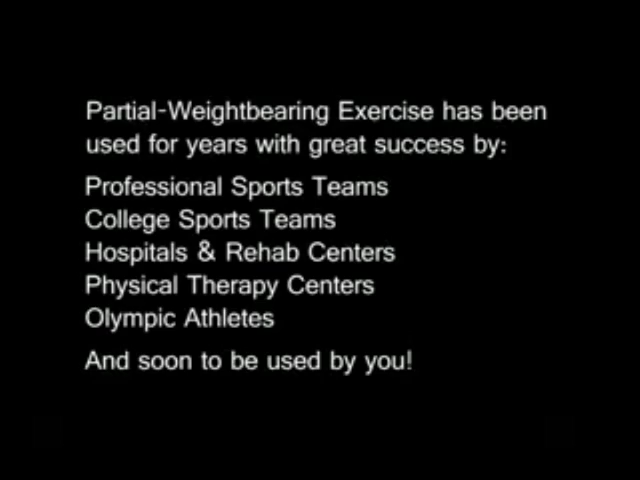 Partial-Weightbearing Exercise has been
used for years with great success by:
Professional Sports Teams
College Sports Teams
Hospitals & Rehab Centers
Physical Therapy Centers
Olympic Athletes
And soon to be used by you!